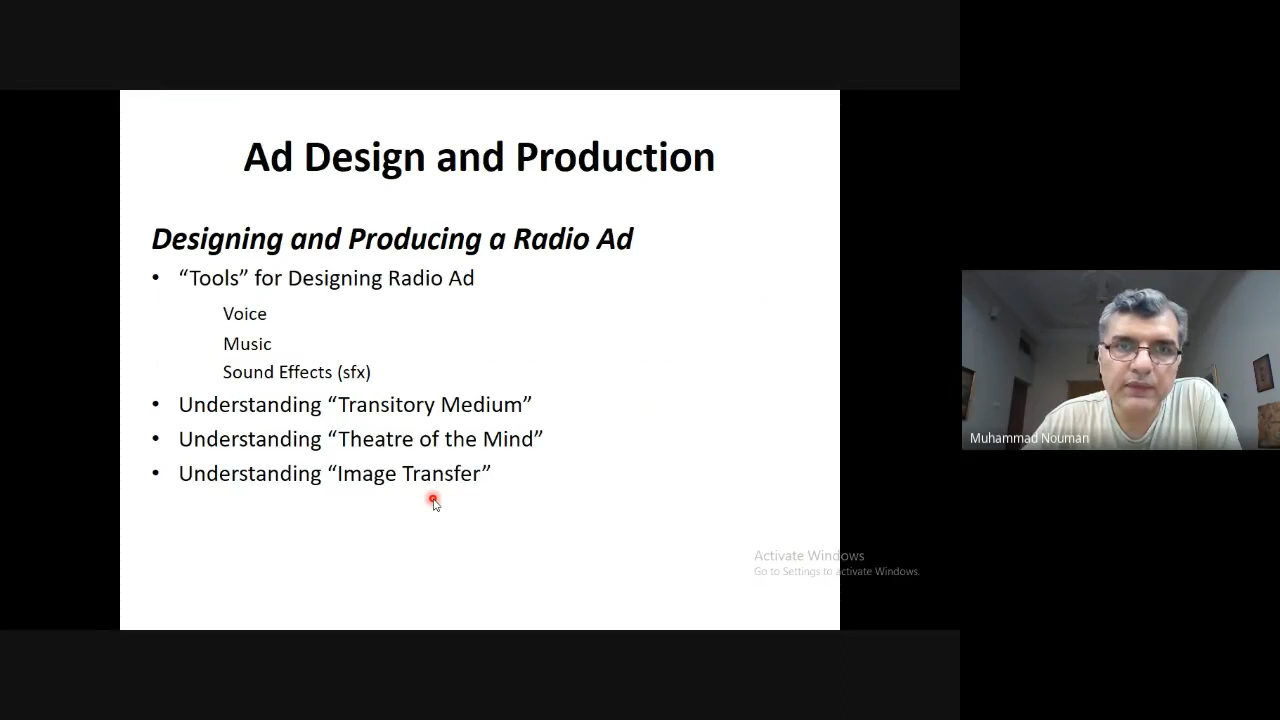 Ad Design and Production
Designing and Producing a Radio Ad
• “Tools” for Designing Radio Ad
Voice
Music
Sound Effects (sfx)
• Understanding “Transitory Medium”
• Understanding “Theatre of the Mind”
• Understanding “Image Transfer”
Muhammad Nouman
Activate Windows
Go to Settings to activate Windows.